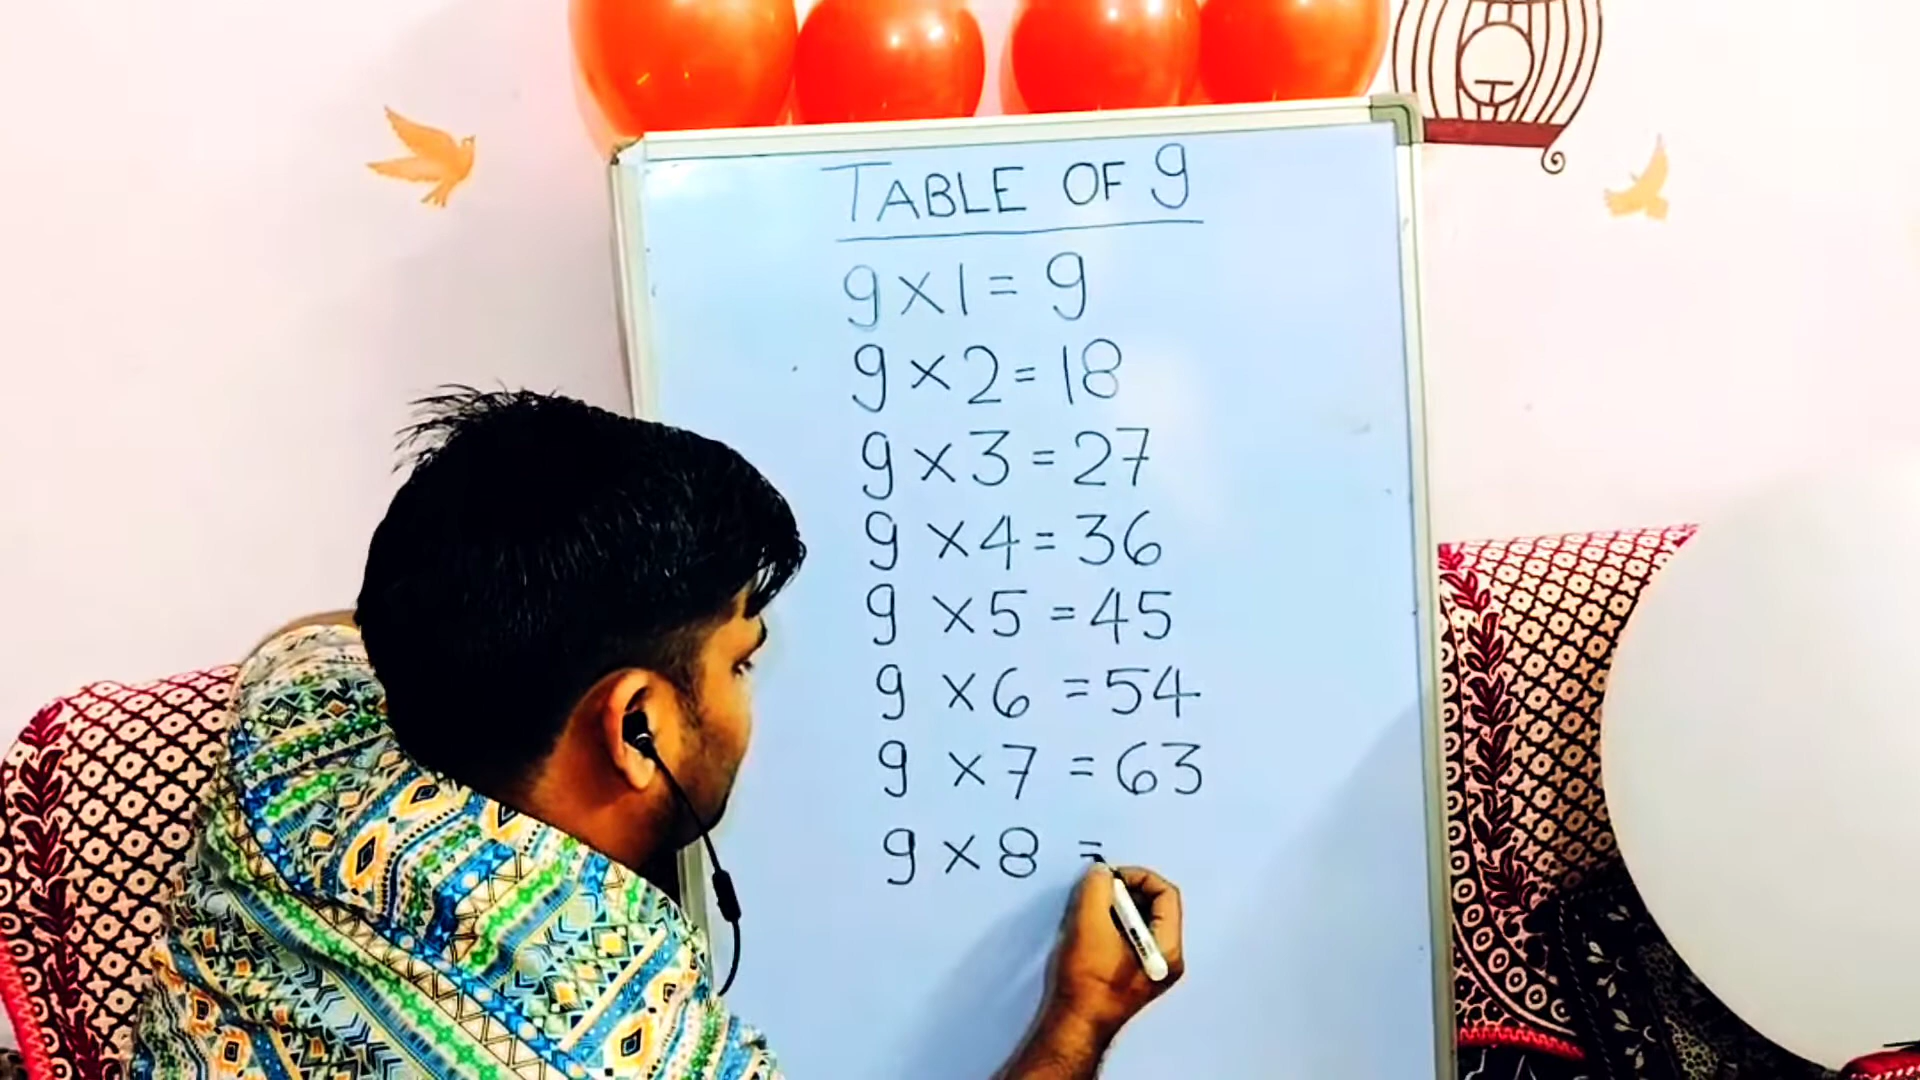 TABLE OF 9
9 × 1 = 9
9 × 2 = 18
9 × 3 = 27
9 × 4 = 36
9 × 5 = 45
9 × 6 = 54
9 × 7 = 63
9 × 8 =